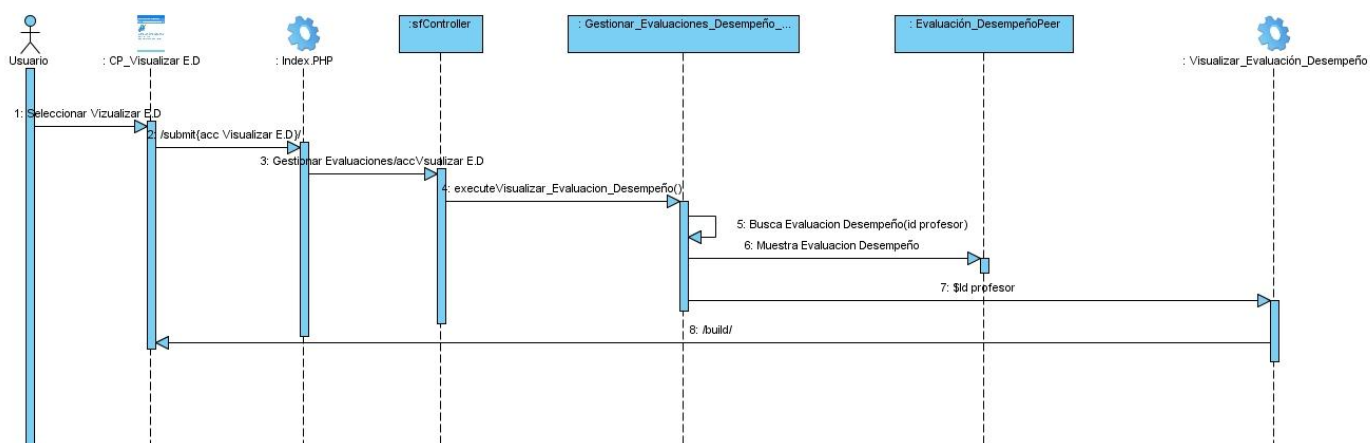 :sfController
: Gestionar_Evaluaciones_Desempeño_...
: Evaluación_DesempeñoPeer
Usuario
: CP_Visualizar E.D
: Index.PHP
: Visualizar_Evaluación_Desempeño
1: Seleccionar Vizualizar E.D
2: /submit{acc Visualizar E.D}/
3: Gestionar Evaluaciones/accVsualizar E.D
4: executeVisualizar_Evaluacion_Desempeño()
5: Busca Evaluacion Desempeño(id profesor)
6: Muestra Evaluacion Desempeño
7: $Id profesor
8: /build/